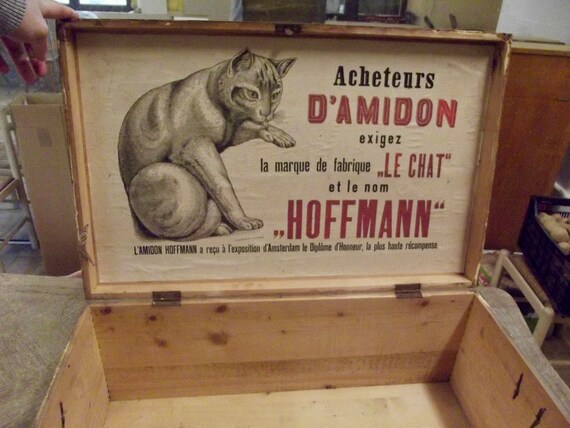 Acheteurs
D'AMIDON
exigez
la marque de fabrique „LE CHAT“
et le nom
„HOFFMANN“
L'AMIDON HOFFMANN a reçu à l'exposition d'Amsterdam le Diplôme d'Honneur, la plus haute récompense.